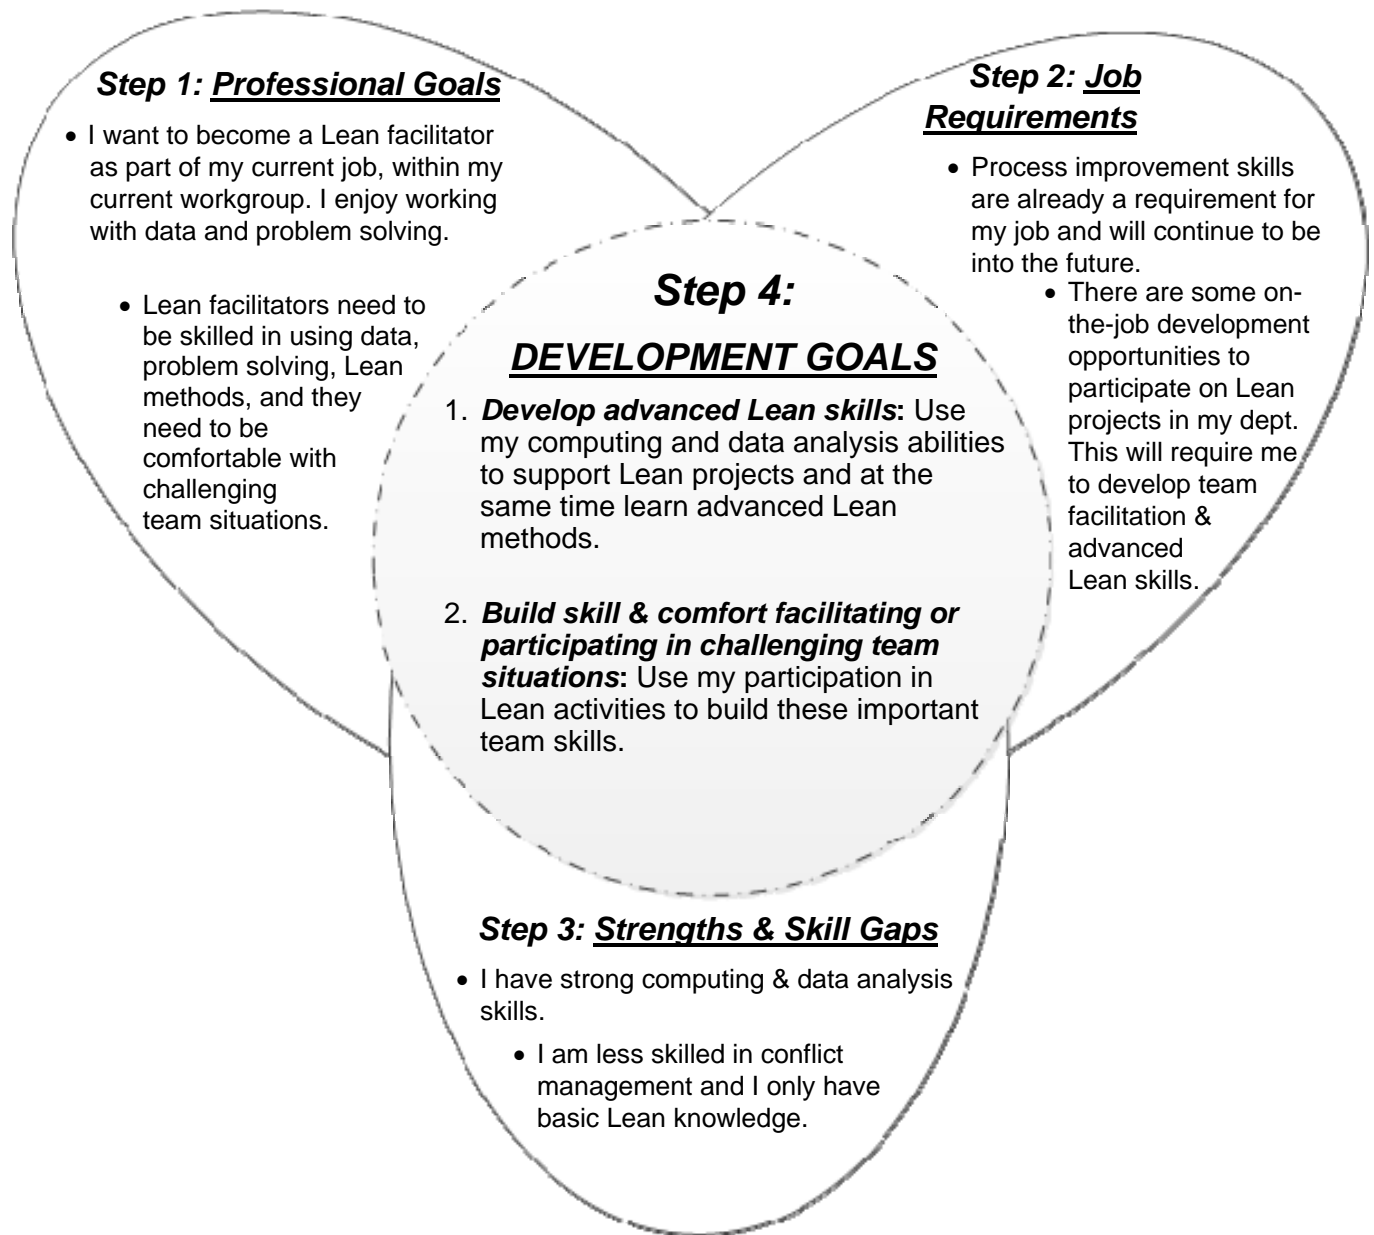 Step 1: Professional Goals
• I want to become a Lean facilitator
as part of my current job, within my
current workgroup. I enjoy working
with data and problem solving.
• Lean facilitators need to
be skilled in using data,
problem solving, Lean
methods, and they
need to be
comfortable with
challenging
team situations.
Step 2: Job
Requirements
• Process improvement skills
are already a requirement for
my job and will continue to be
into the future.
• There are some on-
the-job development
opportunities to
participate on Lean
projects in my dept.
This will require me
to develop team
facilitation &
advanced
Lean skills.
Step 4:
DEVELOPMENT GOALS
1. Develop advanced Lean skills: Use
my computing and data analysis abilities
to support Lean projects and at the
same time learn advanced Lean
methods.
2. Build skill & comfort facilitating or
participating in challenging team
situations: Use my participation in
Lean activities to build these important
team skills.
Step 3: Strengths & Skill Gaps
• I have strong computing & data analysis
skills.
• I am less skilled in conflict
management and I only have
basic Lean knowledge.